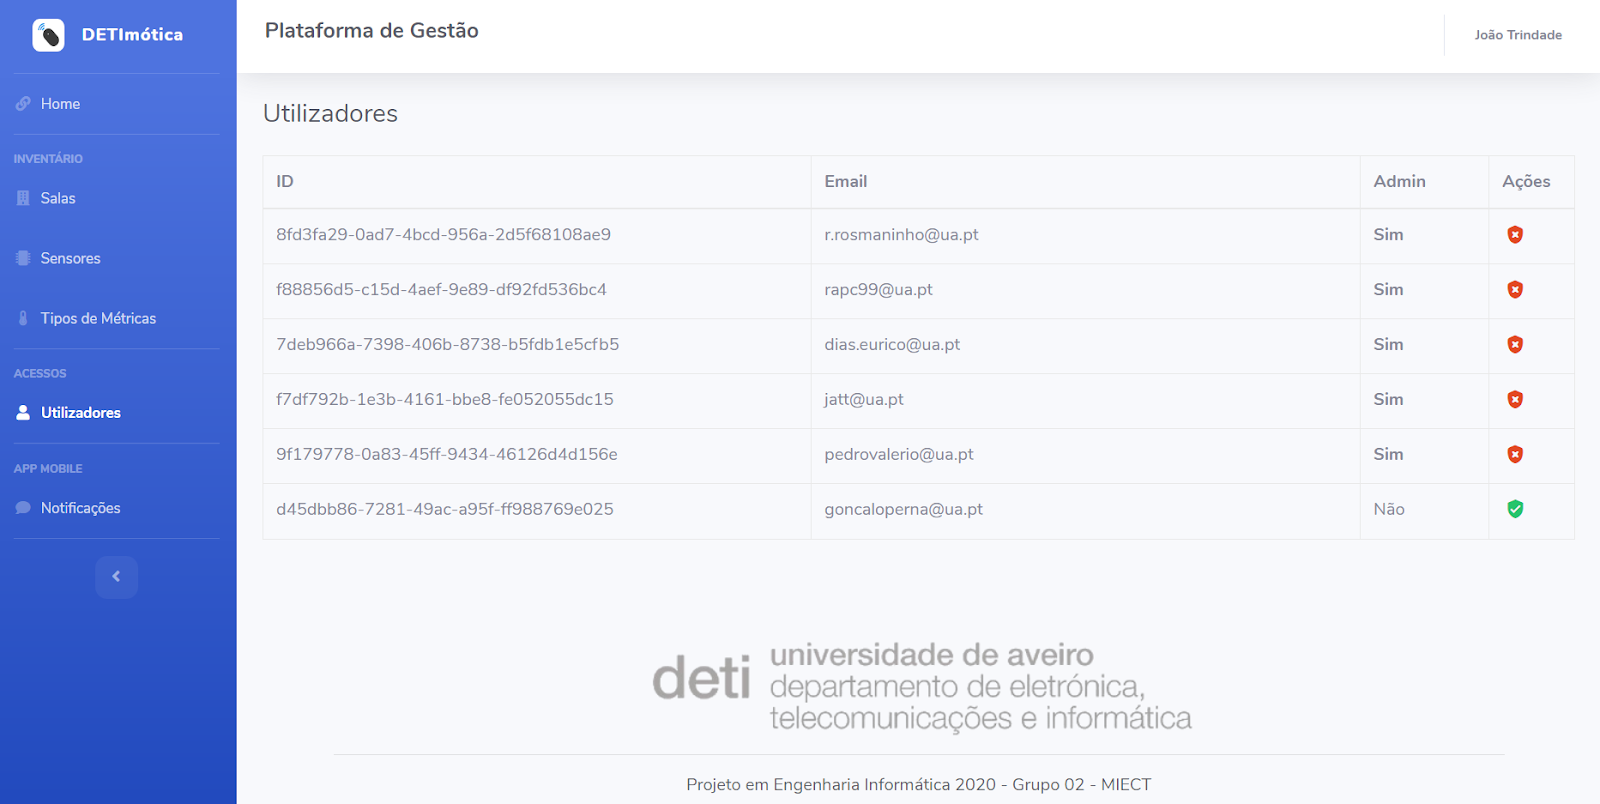 DETImótica
Plataforma de Gestão
João Trindade
Home
INVENTÁRIO
Salas
Sensores
Tipos de Métricas
ACESSOS
Utilizadores
APP MOBILE
Notificações
Utilizadores
ID Email Admin Ações
8fd3fa29-0ad7-4bcd-956a-2d5f68108ae9 r.rosmaninho@ua.pt Sim
f88856d5-c15d-4aef-9e89-df92fd536bc4 rapc99@ua.pt Sim
7deb966a-7398-406b-8738-b5fdb1e5cfb5 dias.eurico@ua.pt Sim
f7df792b-1e3b-4161-bbe8-fe052055dc15 jatt@ua.pt Sim
9f179778-0a83-45ff-9434-46126d4d156e pedrovalerio@ua.pt Sim
d45dbb86-7281-49ac-a95f-ff988769e025 goncaloperna@ua.pt Não
deti
universidade de aveiro
departamento de eletrónica,
telecomunicações e informática
Projeto em Engenharia Informática 2020 - Grupo 02 - MIECT